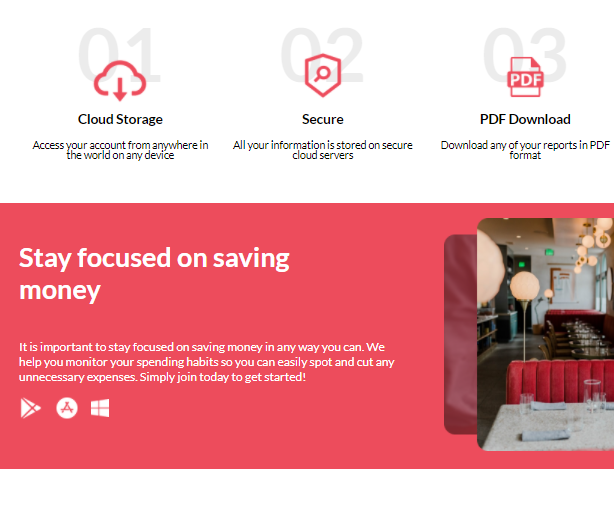 01 02 03
PDF
Cloud Storage Secure PDF Download
Access your account from anywhere in
the world on any device
All your information is stored on secure
cloud servers
Download any of your reports in PDF
format
Stay focused on saving
money
It is important to stay focused on saving money in any way you can. We
help you monitor your spending habits so you can easily spot and cut any
unnecessary expenses. Simply join today to get started!